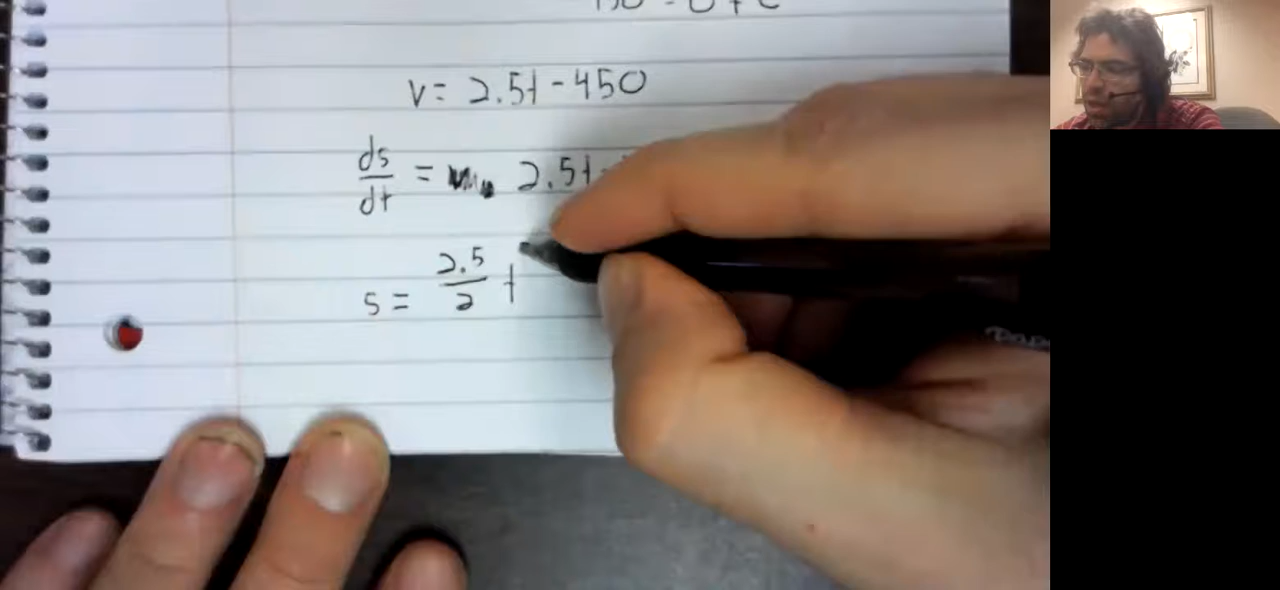 v = 2.5t - 450
ds/dt = 2.5t -
s = 2.5/2 t